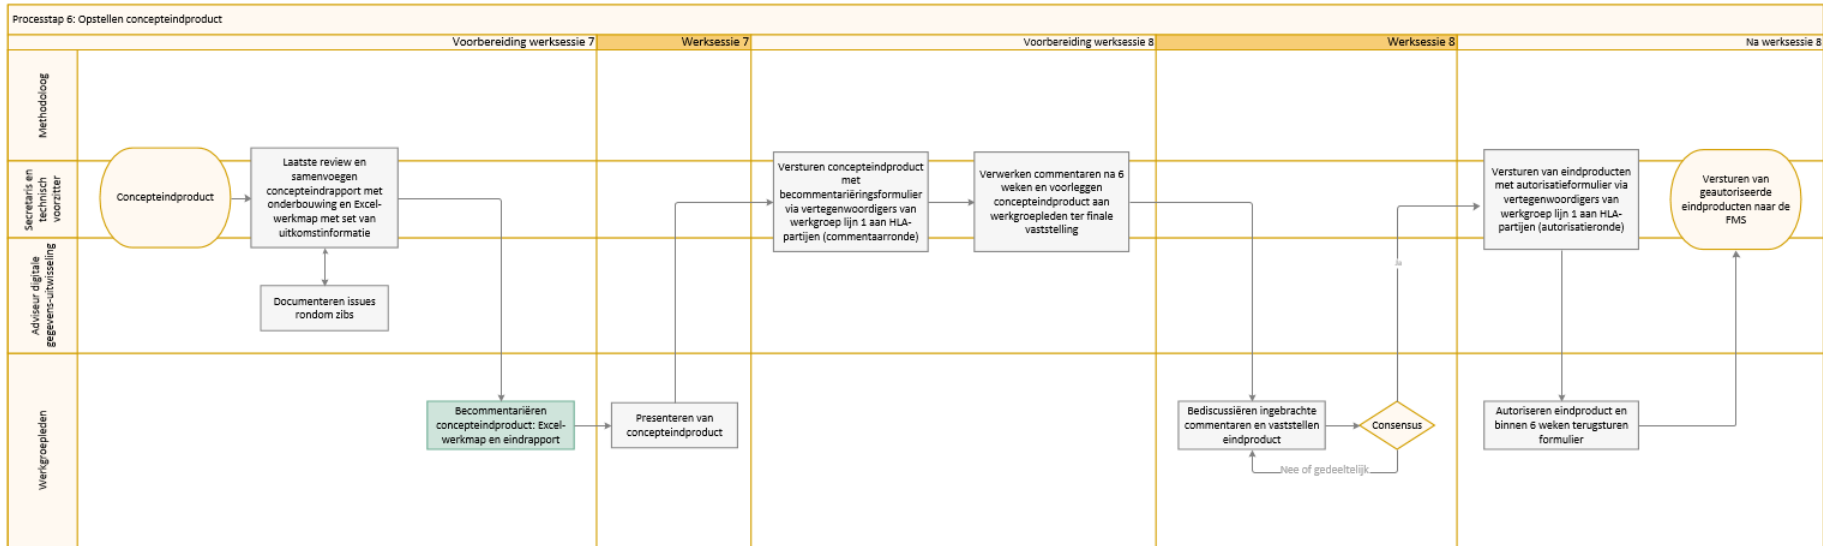 Processtap 6: Opstellen concepteindproduct
Voorbereiding werksessie 7
Werksessie 7
Voorbereiding werksessie 8
Werksessie 8
Na werksessie 8
Methodoloog
Secretaris en
technisch
voorzitter
Adviseur digitale
gegevens-uitwisseling
Werkgroepleden
Concepteindproduct
Laatste review en
samenvoegen
concepteindrapport met
onderbouwing en Excel-
werkmap met set van
uitkomstinformatie
Documenteren issues
rondom zibs
Becommentariëren
concepteindproduct: Excel-
werkmap en eindrapport
Presenteren van
concepteindproduct
Versturen concepteindproduct
met
becommentariëringsformulier
via vertegenwoordigers van
werkgroep lijn 1 aan HLA-
partijen (commentaarronde)
Verwerken commentaren na 6
weken en voorleggen
concepteindproduct aan
werkgroepleden ter finale
vaststelling
Bediscussiëren ingebrachte
commentaren en vaststellen
eindproduct
Consensus
Ja
Nee of gedeeltelijk
Versturen van eindproducten
met autorisatieformulier via
vertegenwoordigers van
werkgroep lijn 1 aan HLA-
partijen (autorisatieronde)
Autoriseren eindproduct en
binnen 6 weken terugsturen
formulier
Versturen van
geautoriseerde
eindproducten naar de
FMS